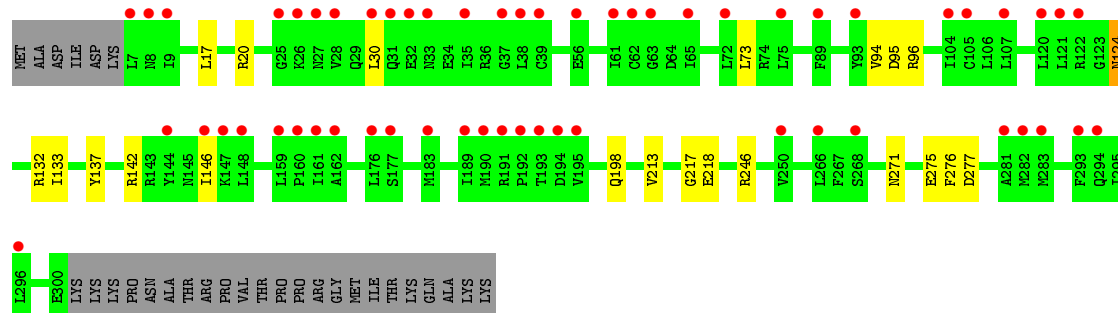 MET ALA ASP ILE ASP LYS L7 N8 I9 L17 R20 G25 K26 N27 V28 Q29 L30 Q31 E32 N33 E34 I35 R36 G37 L38 C39 E56 I61 C62 G63 D64 I65 L72 L73 R74 L75 F89 Y93 V94 D95 R96 I104 C105 L106 L107 L120 L121 R122 G123 N124
R132 I133 Y137 R142 R143 Y144 N145 I146 K147 L148 L159 P160 I161 A162 L176 S177 M183 I189 M190 R191 P192 T193 D194 V195 Q198 V213 G217 E218 R246 V250 L266 F267 S268 N271 E275 F276 D277 A281 M282 M283 F293 Q294 I295
L296 E300 LYS LYS LYS PRO ASN ALA THR ARG PRO VAL THR PRO PRO ARG GLY MET ILE THR LYS GLN ALA LYS LYS